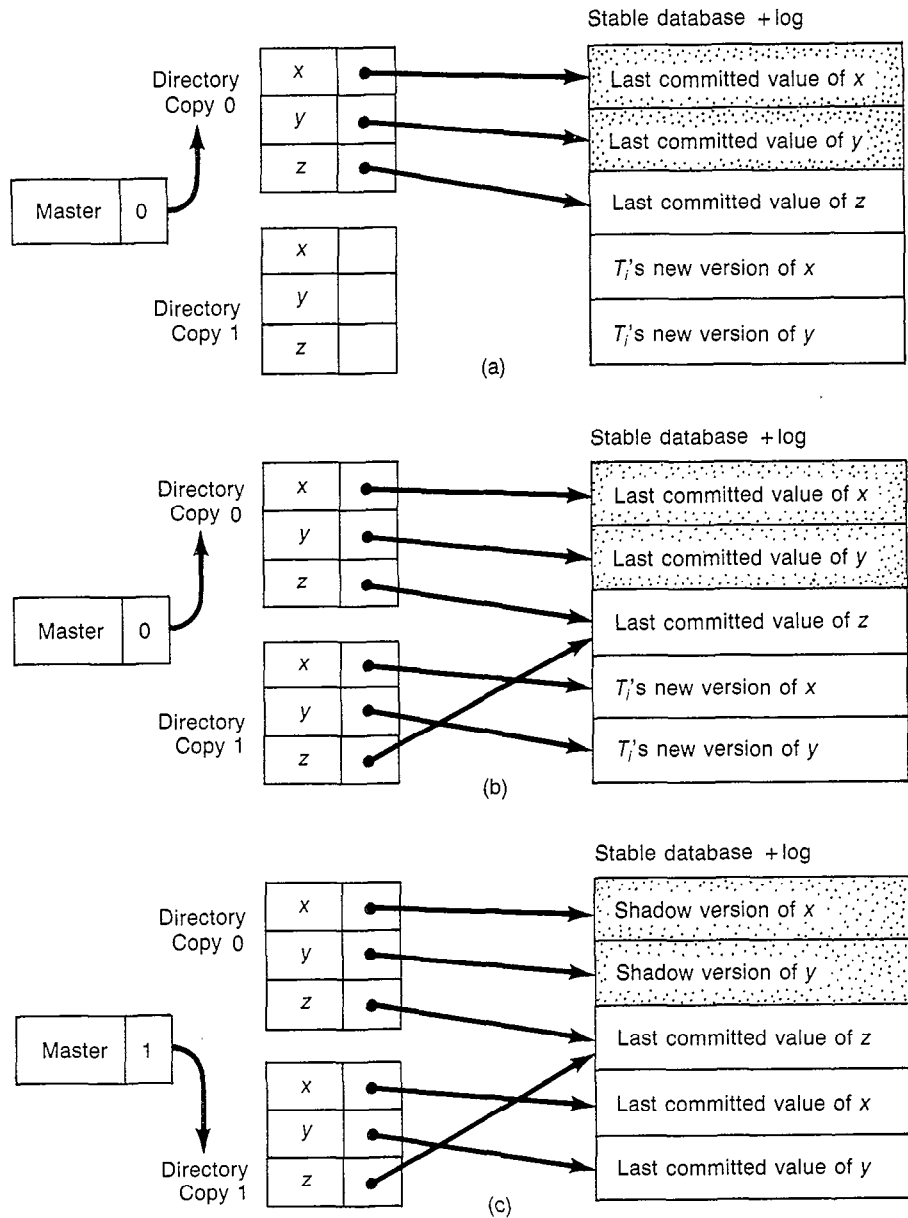 Stable database + log
Directory
Copy 0
x
y
z
Last committed value of x
Last committed value of y
Last committed value of z
Tᵢ's new version of x
Tᵢ's new version of y
Master 0
Directory
Copy 1
x
y
z
(a)
Stable database + log
Directory
Copy 0
x
y
z
Last committed value of x
Last committed value of y
Last committed value of z
Tᵢ's new version of x
Tᵢ's new version of y
Master 0
Directory
Copy 1
x
y
z
(b)
Stable database + log
Directory
Copy 0
x
y
z
Shadow version of x
Shadow version of y
Last committed value of z
Last committed value of x
Last committed value of y
Master 1
Directory
Copy 1
x
y
z
(c)